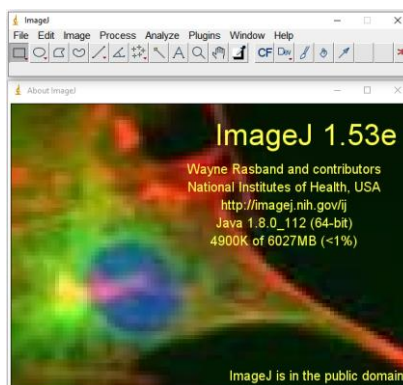 ImageJ
File Edit Image Process Analyze Plugins Window Help
A CF Dev
About ImageJ
ImageJ 1.53e
Wayne Rasband and contributors
National Institutes of Health, USA
http://imagej.nih.gov/ij
Java 1.8.0_112 (64-bit)
4900K of 6027MB (<1%)
ImageJ is in the public domain